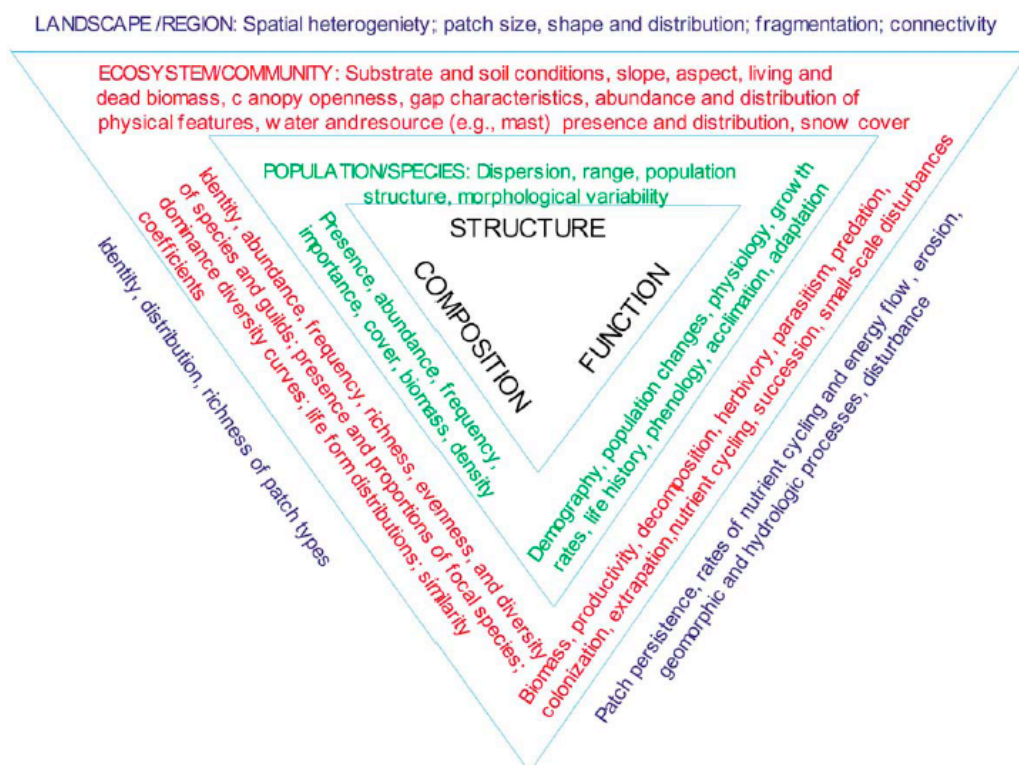 LANDSCAPE /REGION: Spatial heterogeniety; patch size, shape and distribution; fragmentation; connectivity
ECOSYSTEM/COMMUNITY: Substrate and soil conditions, slope, aspect, living and
dead biomass, c anopy openness, gap characteristics, abundance and distribution of
physical features, water andresource (e.g., mast) presence and distribution, snow cover
POPULATION/SPECIES: Dispersion, range, population
structure, morphological variability
STRUCTURE
COMPOSITION
FUNCTION
Presence, abundance, frequency,
importance, cover, biomass, density
Identity, abundance, frequency, richness, evenness, and diversity
of species and guilds; presence and proportions of focal species;
dominance diversity curves; life form distributions; similarity
coefficients
Identity, distribution, richness of patch types
Demography, population changes, physiology, growth
rates, life history, phenology, acclimation, adaptation
Biomass, productivity, decomposition, herbivory, parasitism, predation,
colonization, extrapation,nutrient cycling, succession, small-scale disturbances
Patch persistence, rates of nutrient cycling and energy flow , erosion,
geomorphic and hydrologic processes, disturbance